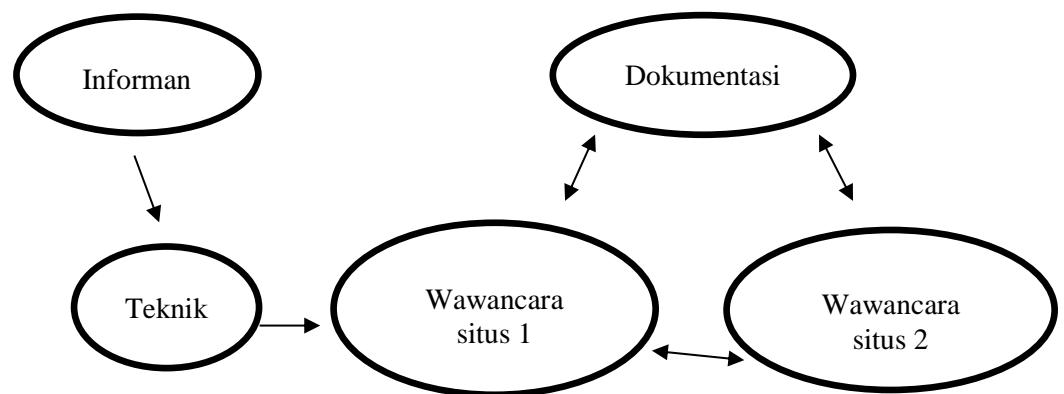 Informan
Dokumentasi
Teknik
Wawancara
situs 1
Wawancara
situs 2